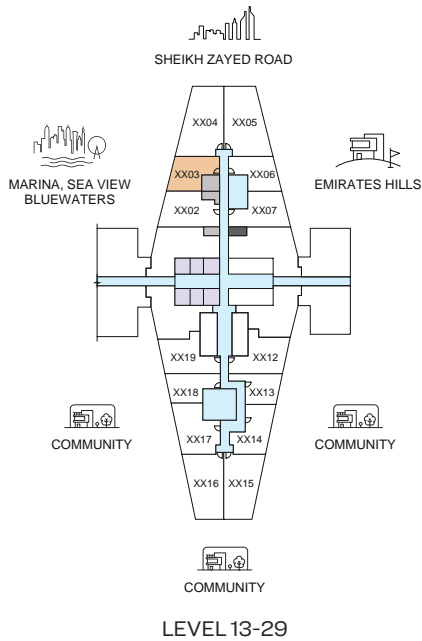 SHEIKH ZAYED ROAD
XX04
XX05
MARINA, SEA VIEW
BLUEWATERS
XX03
XX06
EMIRATES HILLS
XX02
XX07
XX19
XX12
XX18
XX13
COMMUNITY
XX17
XX14
COMMUNITY
XX16
XX15
COMMUNITY
LEVEL 13-29